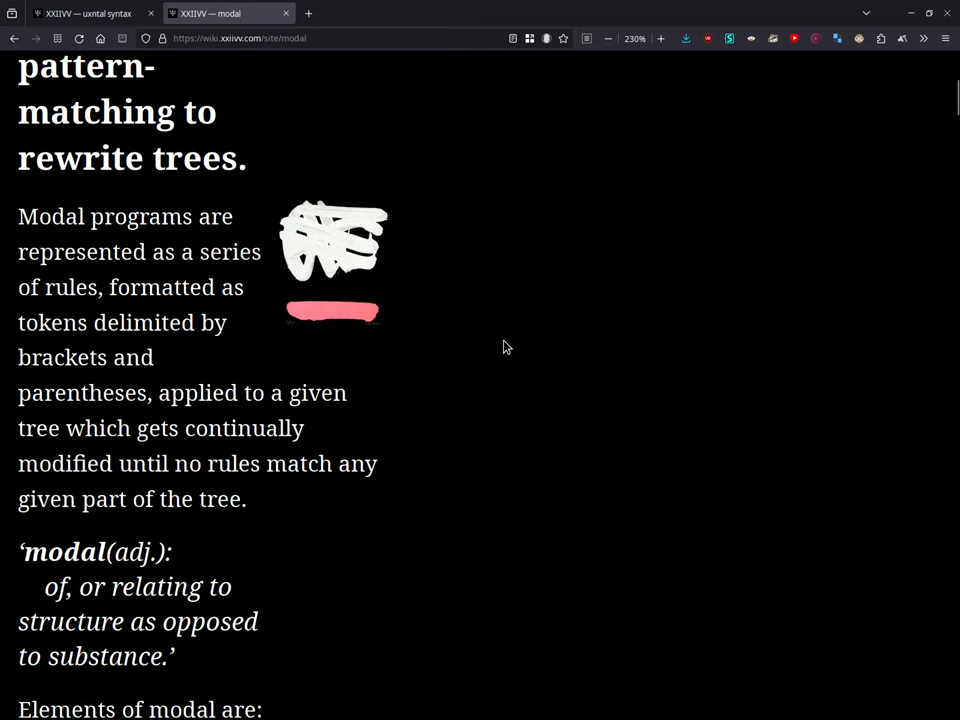 XXIIVV — uxntal syntax
XXIIVV — modal
https://wiki.xxiivv.com/site/modal
230%
pattern-
matching to
rewrite trees.
Modal programs are
represented as a series
of rules, formatted as
tokens delimited by
brackets and
parentheses, applied to a given
tree which gets continually
modified until no rules match any
given part of the tree.
‘modal(adj.):
of, or relating to
structure as opposed
to substance.’
Elements of modal are: